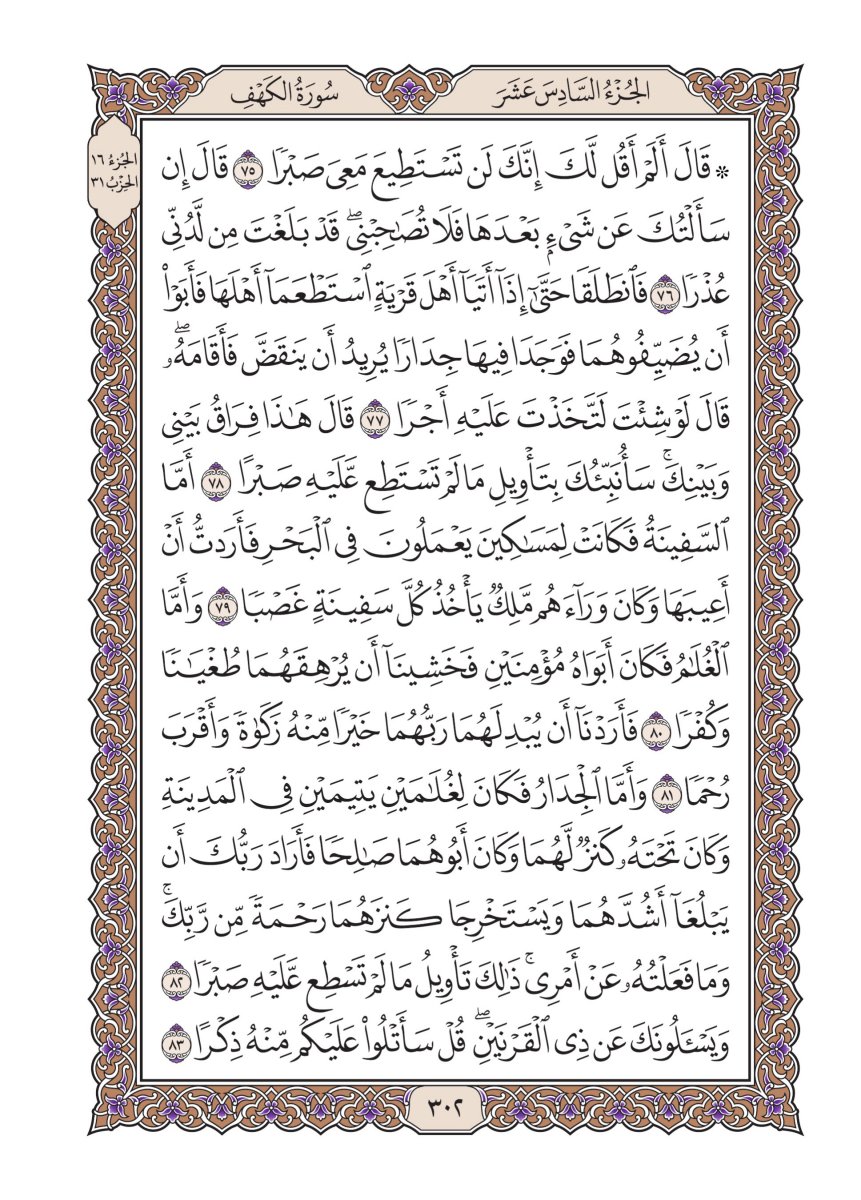 الجُزْءُ السَّادِسَ عَشَرَ
سُورَةُ الكَهْفِ
الجُزْءُ ١٦
الحِزْبُ ٣١
* قَالَ أَلَمْ أَقُل لَّكَ إِنَّكَ لَن تَسْتَطِيعَ مَعِىَ صَبْرًا ٧٥ قَالَ إِن
سَأَلْتُكَ عَن شَىْءٍۭ بَعْدَهَا فَلَا تُصَٰحِبْنِىۖ قَدْ بَلَغْتَ مِن لَّدُنِّى
عُذْرًا ٧٦ فَٱنطَلَقَا حَتَّىٰٓ إِذَآ أَتَيَآ أَهْلَ قَرْيَةٍ ٱسْتَطْعَمَآ أَهْلَهَا فَأَبَوْا۟
أَن يُضَيِّفُوهُمَا فَوَجَدَا فِيهَا جِدَارًا يُرِيدُ أَن يَنقَضَّ فَأَقَامَهُۥۖ
قَالَ لَوْ شِئْتَ لَتَّخَذْتَ عَلَيْهِ أَجْرًا ٧٧ قَالَ هَٰذَا فِرَاقُ بَيْنِى
وَبَيْنِكَۚ سَأُنَبِّئُكَ بِتَأْوِيلِ مَا لَمْ تَسْتَطِع عَّلَيْهِ صَبْرًا ٧٨ أَمَّا
ٱلسَّفِينَةُ فَكَانَتْ لِمَسَٰكِينَ يَعْمَلُونَ فِى ٱلْبَحْرِ فَأَرَدتُّ أَنْ
أَعِيبَهَا وَكَانَ وَرَآءَهُم مَّلِكٌ يَأْخُذُ كُلَّ سَفِينَةٍ غَصْبًا ٧٩ وَأَمَّا
ٱلْغُلَٰمُ فَكَانَ أَبَوَاهُ مُؤْمِنَيْنِ فَخَشِينَآ أَن يُرْهِقَهُمَا طُغْيَٰنًا
وَكُفْرًا ٨٠ فَأَرَدْنَآ أَن يُبْدِلَهُمَا رَبُّهُمَا خَيْرًا مِّنْهُ زَكَوٰةً وَأَقْرَبَ
رُحْمًا ٨١ وَأَمَّا ٱلْجِدَارُ فَكَانَ لِغُلَٰمَيْنِ يَتِيمَيْنِ فِى ٱلْمَدِينَةِ
وَكَانَ تَحْتَهُۥ كَنزٌ لَّهُمَا وَكَانَ أَبُوهُمَا صَٰلِحًا فَأَرَادَ رَبُّكَ أَن
يَبْلُغَآ أَشُدَّهُمَا وَيَسْتَخْرِجَا كَنزَهُمَا رَحْمَةً مِّن رَّبِّكَۚ
وَمَا فَعَلْتُهُۥ عَنْ أَمْرِىۚ ذَٰلِكَ تَأْوِيلُ مَا لَمْ تَسْطِع عَّلَيْهِ صَبْرًا ٨٢
وَيَسْـَٔلُونَكَ عَن ذِى ٱلْقَرْنَيْنِۖ قُلْ سَأَتْلُوا۟ عَلَيْكُم مِّنْهُ ذِكْرًا ٨٣
٣٠٢